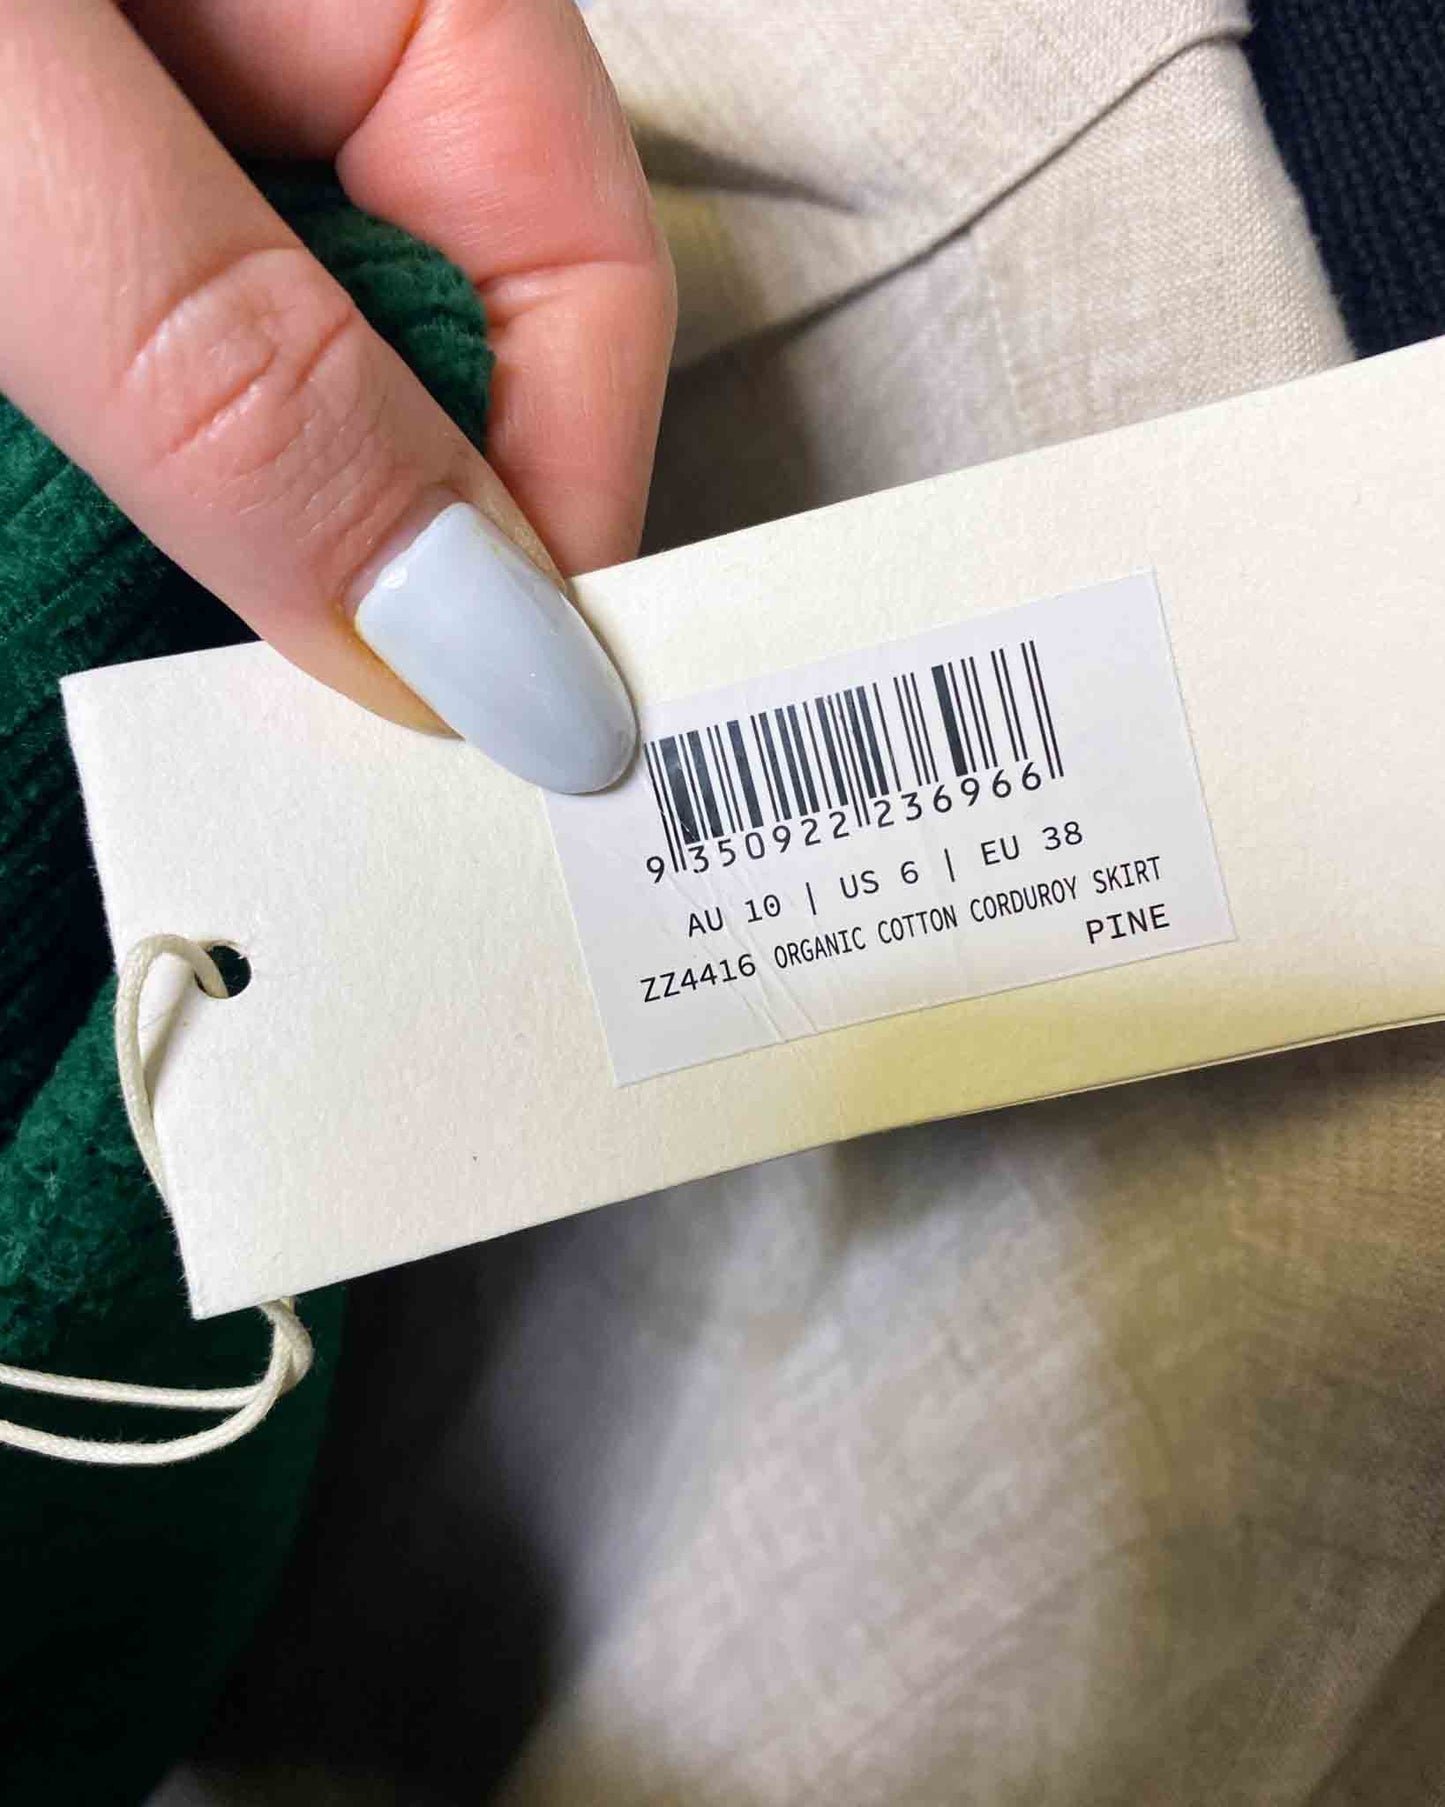 9 350922 236966
AU 10 | US 6 | EU 38
ZZ4416 ORGANIC COTTON CORDUROY SKIRT
PINE